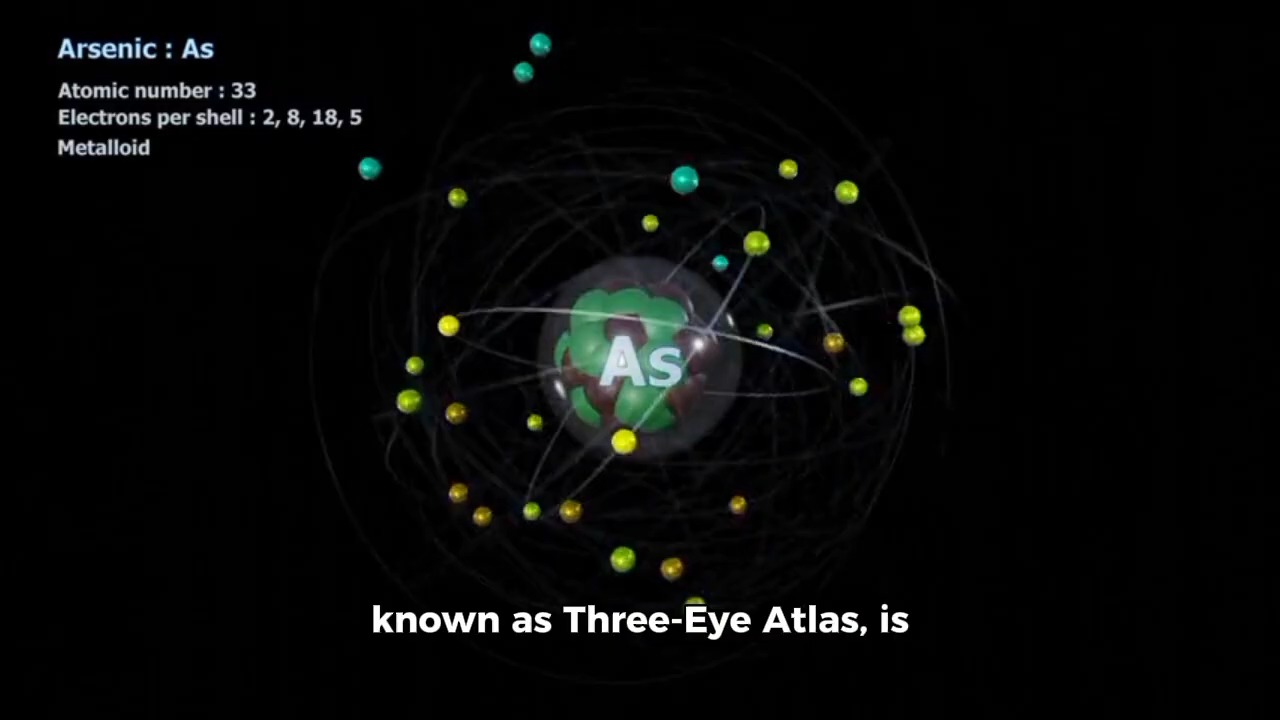 Arsenic : As
Atomic number : 33
Electrons per shell : 2, 8, 18, 5
Metalloid
As
known as Three-Eye Atlas, is